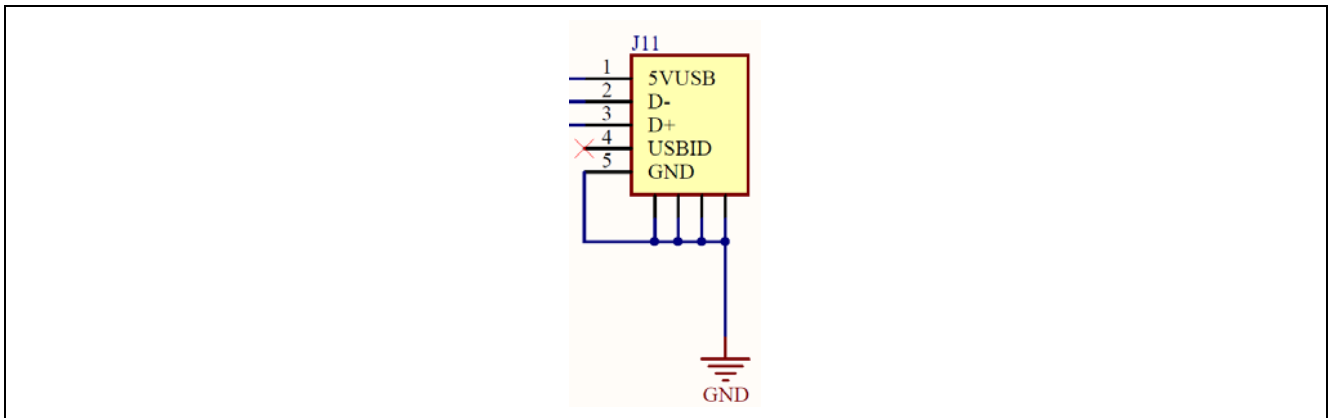 J11
1 5VUSB
2 D-
3 D+
4 USBID
5 GND
GND